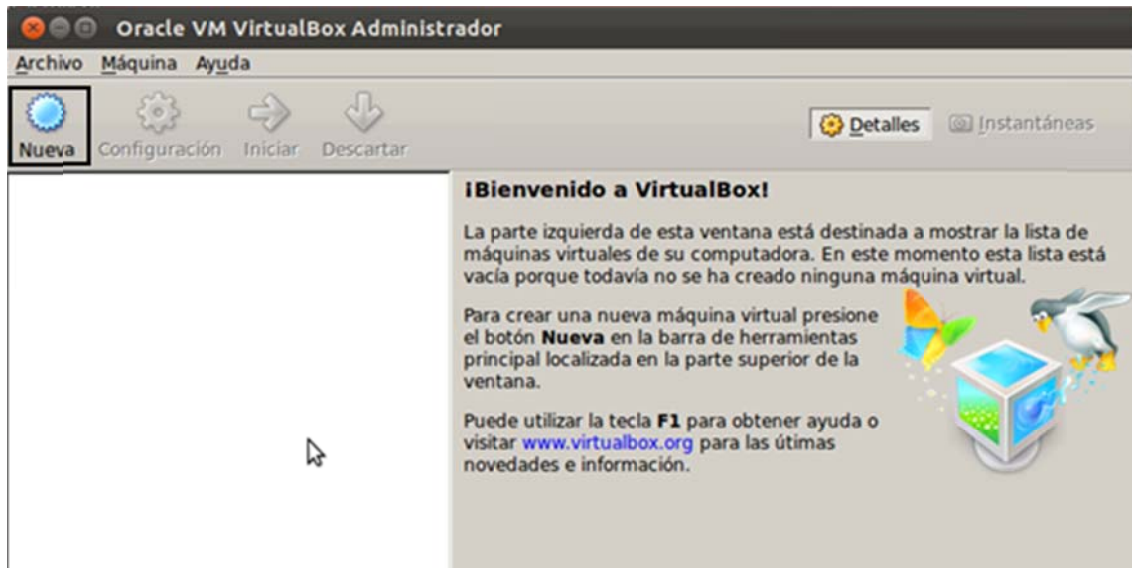 Oracle VM VirtualBox Administrador
Archivo Máquina Ayuda
Nueva Configuración Iniciar Descartar
Detalles Instantáneas
¡Bienvenido a VirtualBox!
La parte izquierda de esta ventana está destinada a mostrar la lista de
máquinas virtuales de su computadora. En este momento esta lista está
vacía porque todavía no se ha creado ninguna máquina virtual.
Para crear una nueva máquina virtual presione
el botón Nueva en la barra de herramientas
principal localizada en la parte superior de la
ventana.
Puede utilizar la tecla F1 para obtener ayuda o
visitar www.virtualbox.org para las útimas
novedades e información.